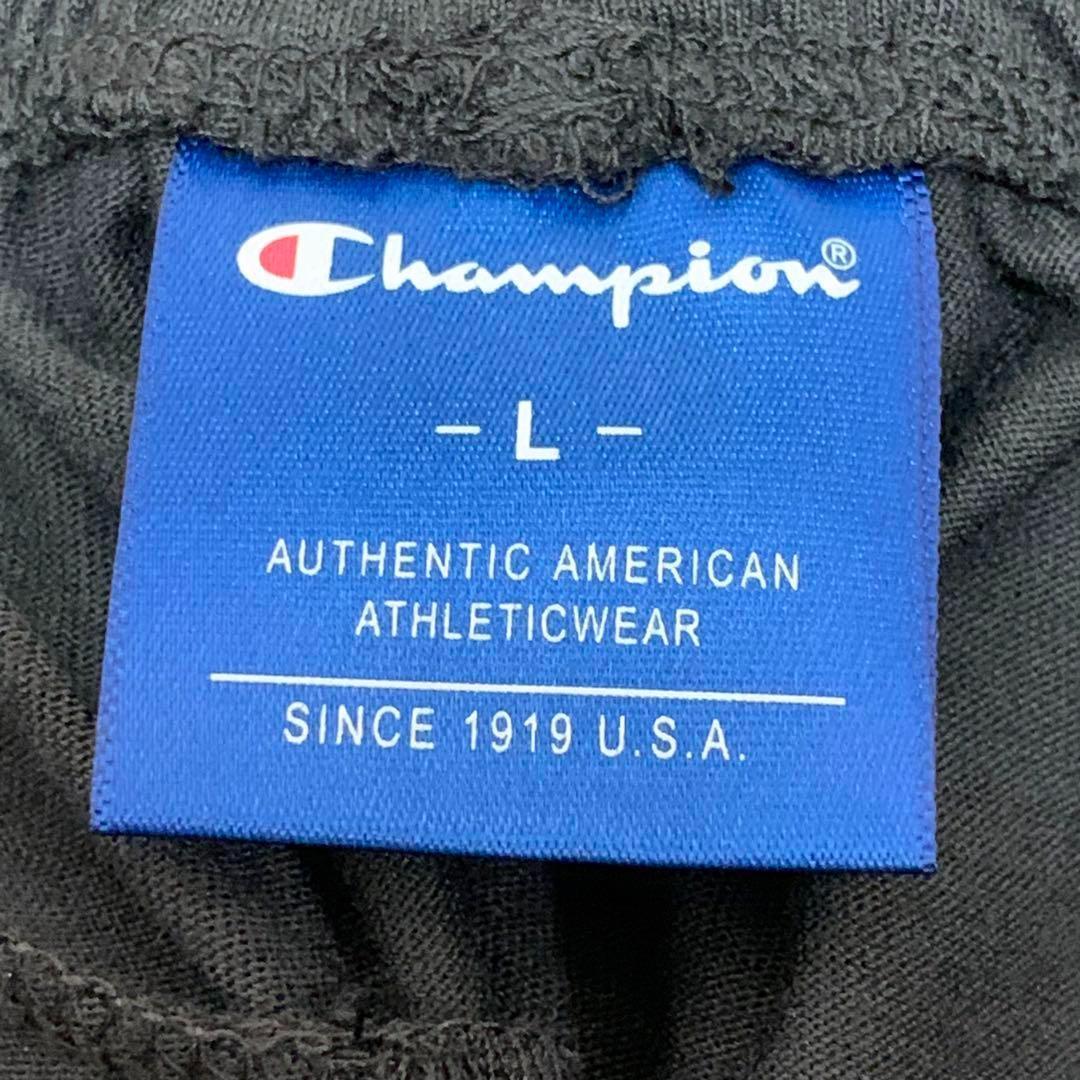 Champion®
- L -
AUTHENTIC AMERICAN
ATHLETICWEAR
SINCE 1919 U.S.A.